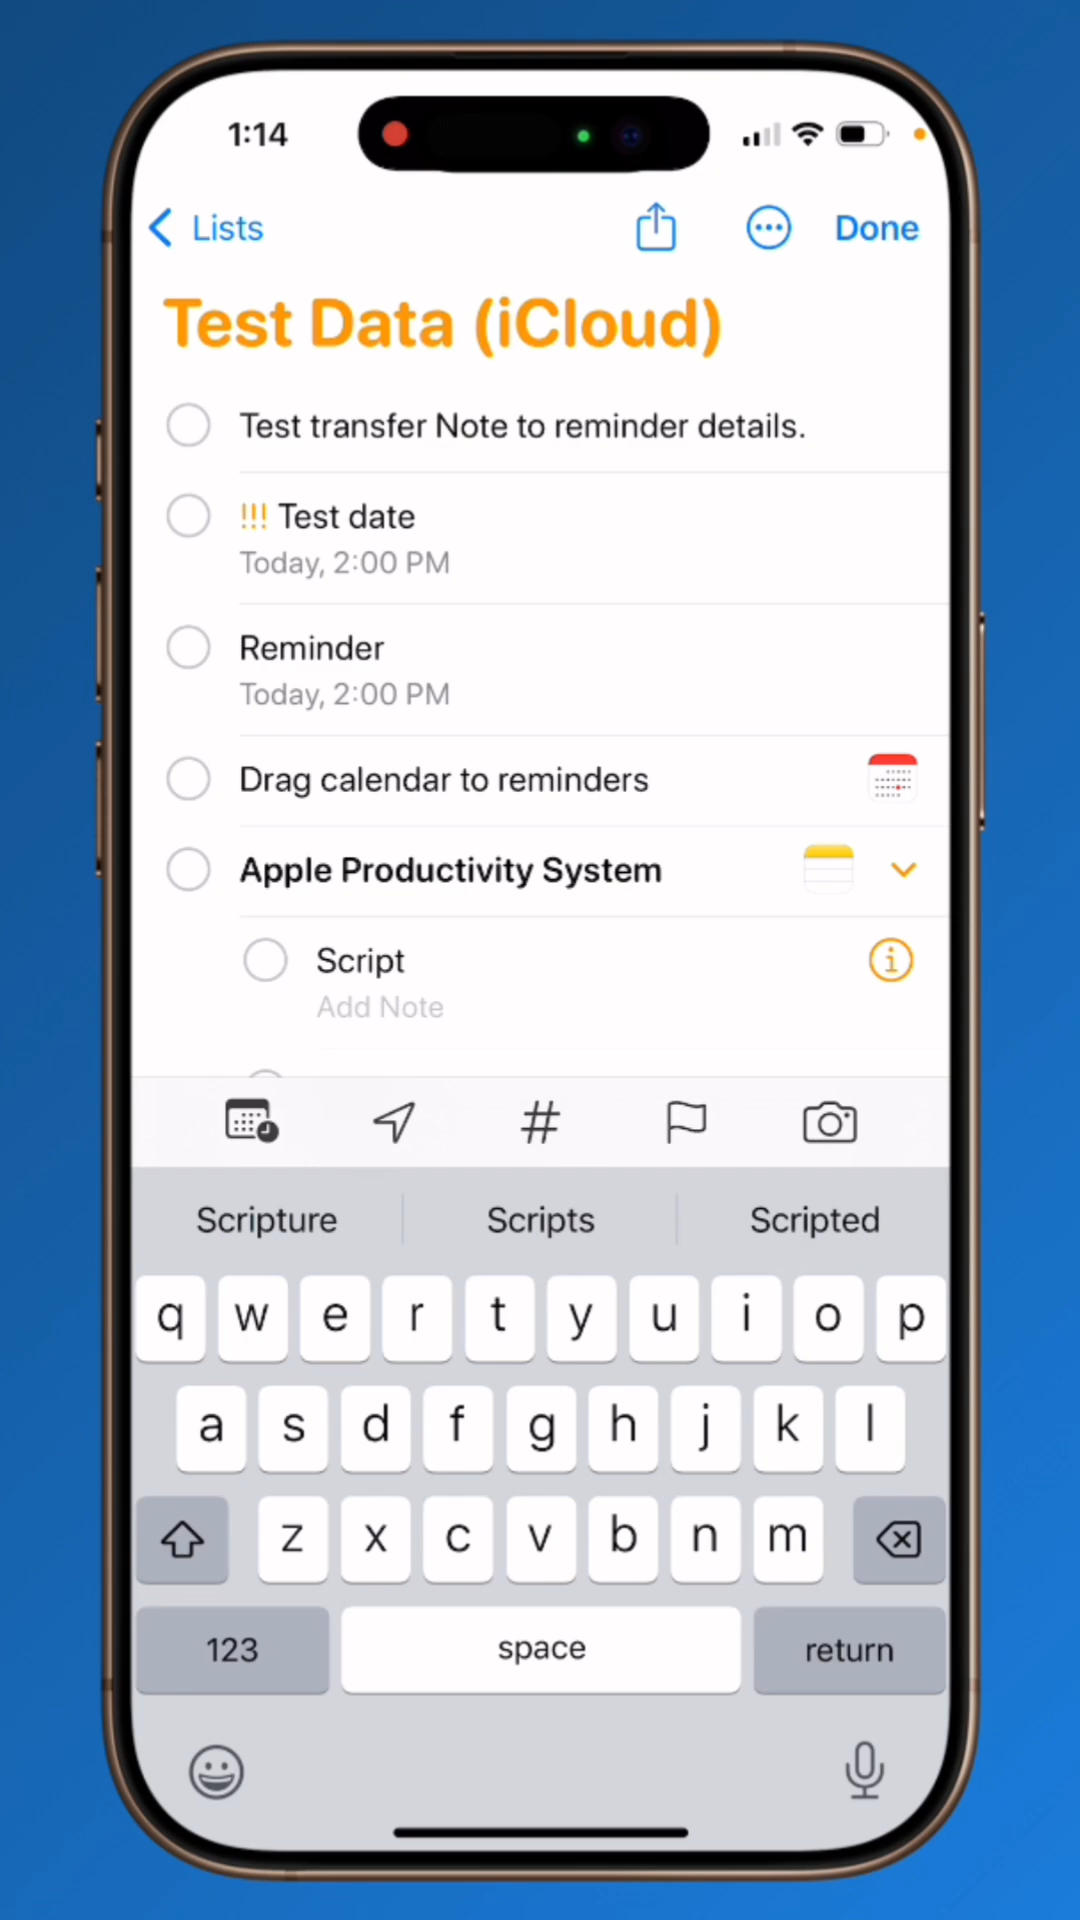 1:14
Lists
Done
Test Data (iCloud)
Test transfer Note to reminder details.
!!! Test date
Today, 2:00 PM
Reminder
Today, 2:00 PM
Drag calendar to reminders
Apple Productivity System
Script
Add Note
#
Scripture Scripts Scripted
q w e r t y u i o p
a s d f g h j k l
z x c v b n m
123 space return